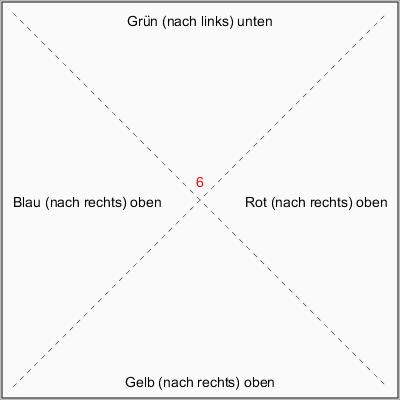 Grün (nach links) unten
6
Blau (nach rechts) oben
Rot (nach rechts) oben
Gelb (nach rechts) oben